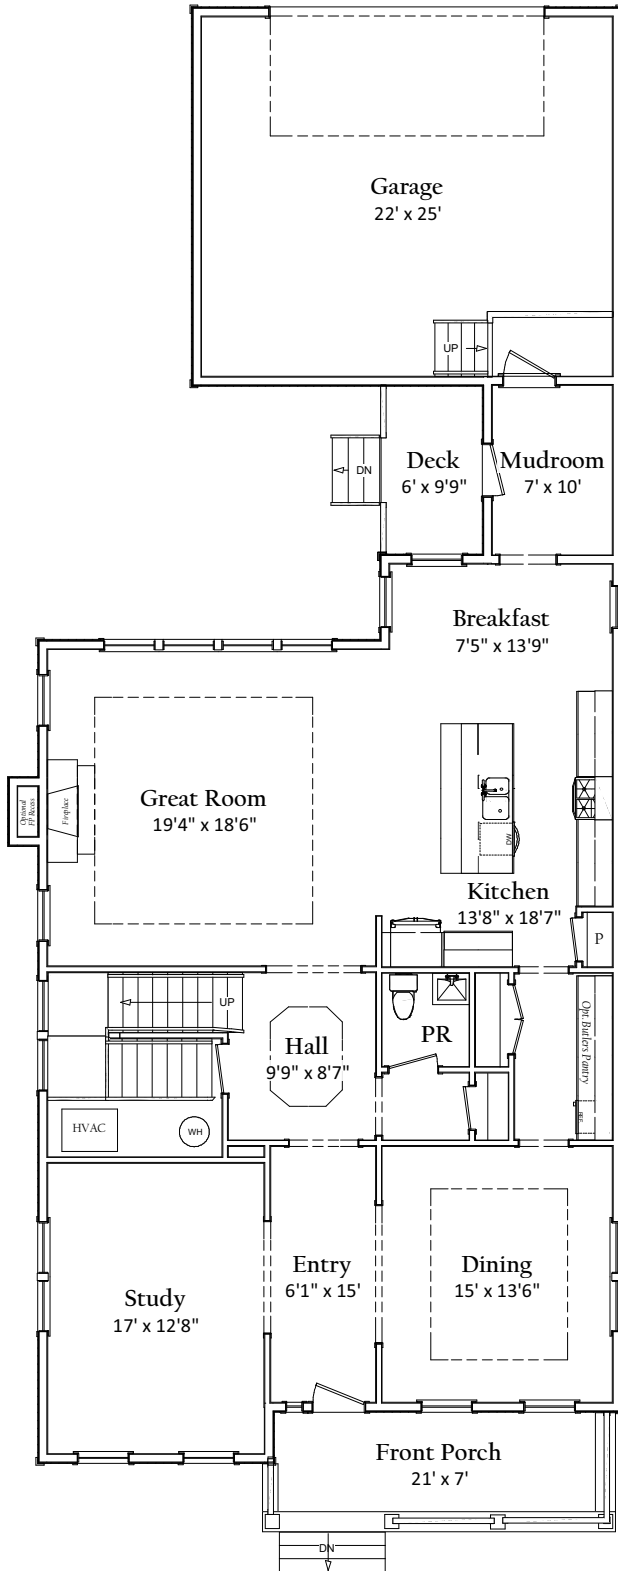 Garage
22' x 25'
UP
DN
Deck
6' x 9'9"
Mudroom
7' x 10'
Breakfast
7'5" x 13'9"
Great Room
19'4" x 18'6"
Optional
FP Recess
Fireplace
DW
Kitchen
13'8" x 18'7"
P
UP
Hall
9'9" x 8'7"
PR
Opt. Butlers Pantry
REF
HVAC
WH
Study
17' x 12'8"
Entry
6'1" x 15'
Dining
15' x 13'6"
Front Porch
21' x 7'
DN